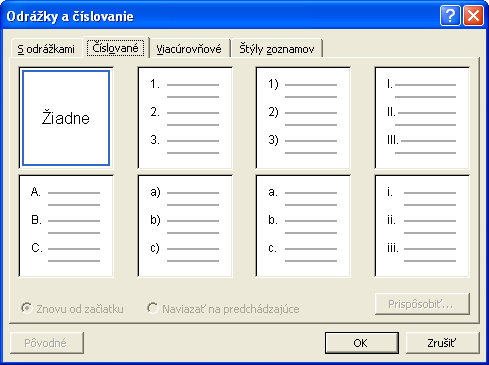 Odrážky a číslovanie
S odrážkami Číslované Viacúrovňové Štýly zoznamov
Žiadne
1.
2.
3.
1)
2)
3)
I.
II.
III.
A.
B.
C.
a)
b)
c)
a.
b.
c.
i.
ii.
iii.
Znovu od začiatku Naviazať na predchádzajúce Prispôsobiť...
Pôvodné OK Zrušiť